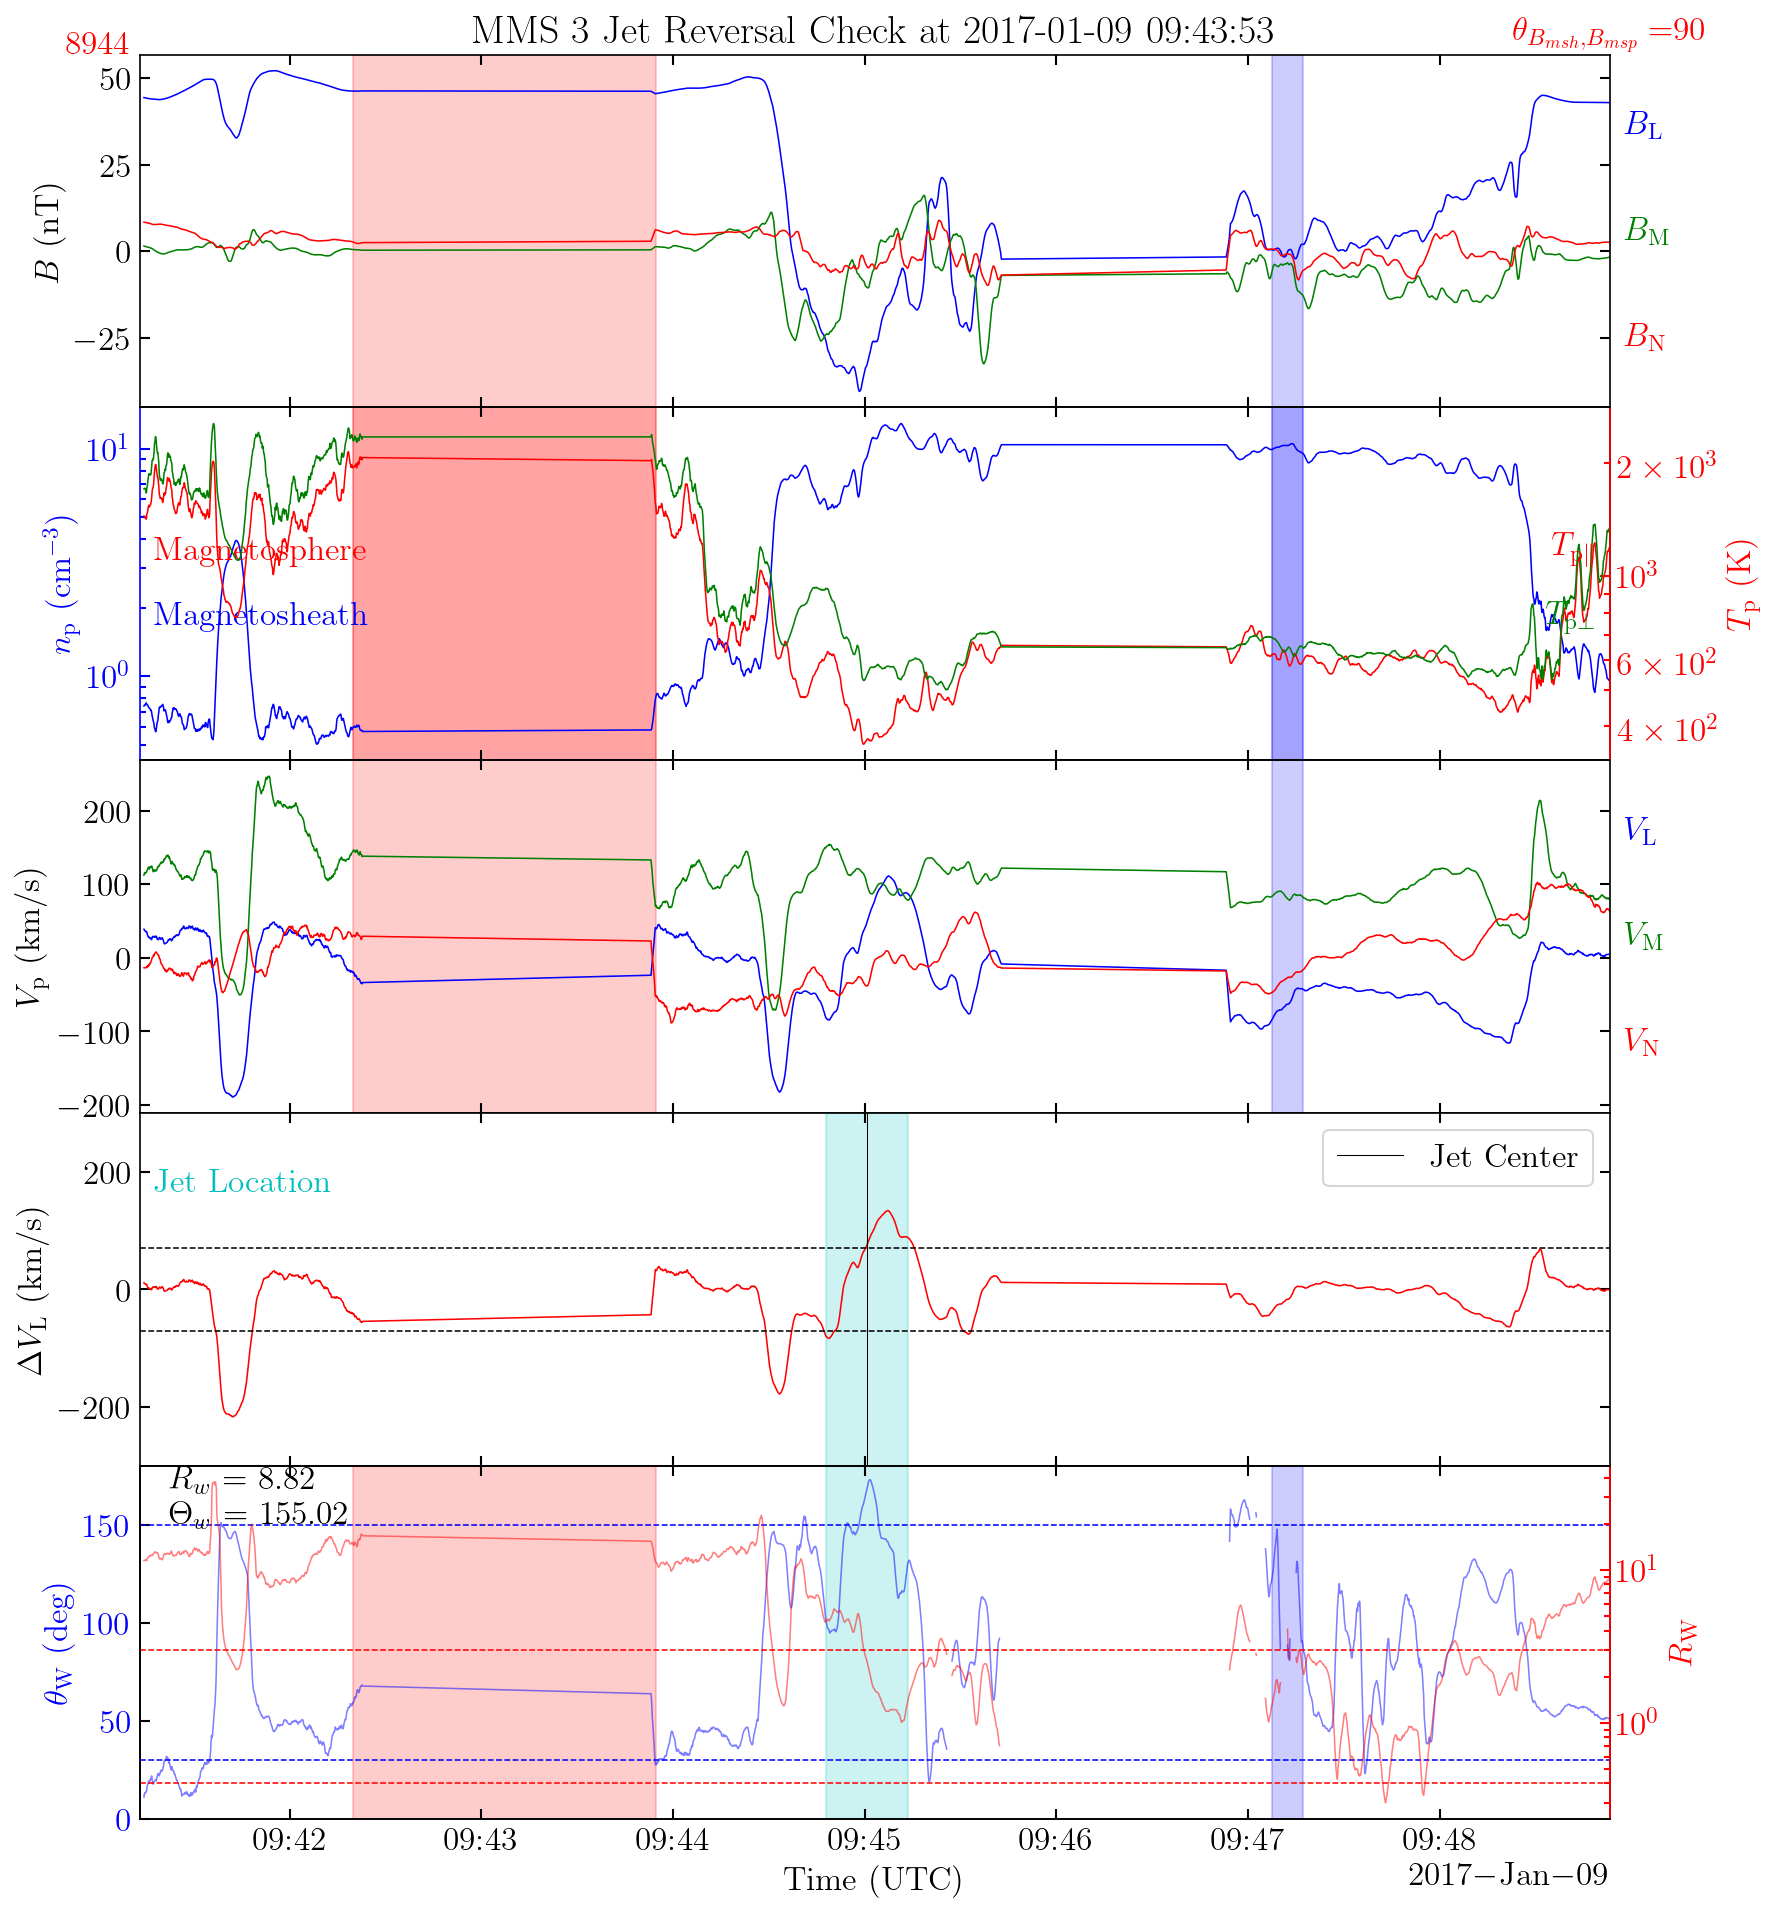 MMS 3 Jet Reversal Check at 2017-01-09 09:43:53
θ_{B_{msh},B_{msp}} =90
8944
50
25
0
−25
B (nT)
B_L
B_M
B_N
10^1
10^0
n_p (cm^{−3})
Magnetosphere
Magnetosheath
T_{p∥}
T_{p⊥}
2 × 10^3
10^3
6 × 10^2
4 × 10^2
T_p (K)
200
100
0
−100
−200
V_p (km/s)
V_L
V_M
V_N
Jet Location
Jet Center
200
0
−200
ΔV_L (km/s)
R_w = 8.82
Θ_w = 155.02
150
100
50
0
θ_W (deg)
10^1
10^0
R_W
09:42 09:43 09:44 09:45 09:46 09:47 09:48
2017−Jan−09
Time (UTC)